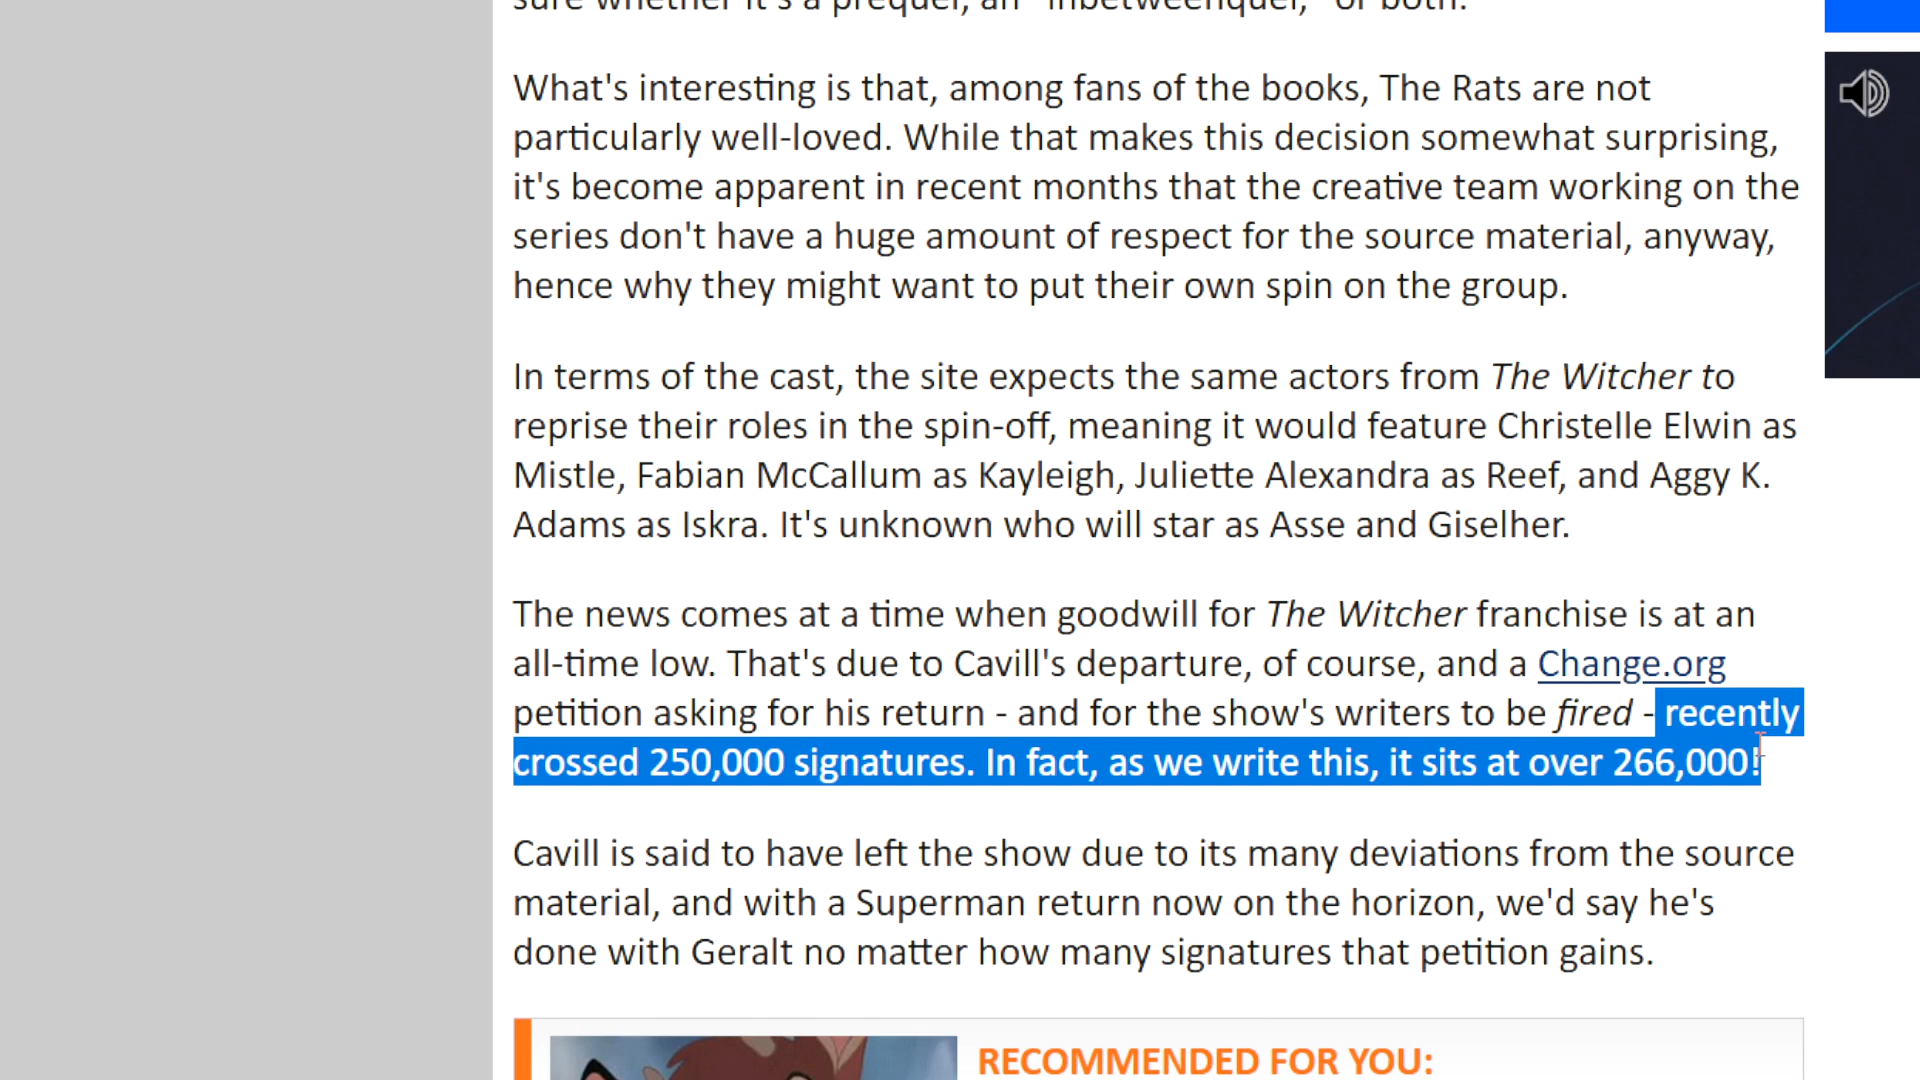 sure whether it's a prequel, an "inbetweenquel," or both.
What's interesting is that, among fans of the books, The Rats are not
particularly well-loved. While that makes this decision somewhat surprising,
it's become apparent in recent months that the creative team working on the
series don't have a huge amount of respect for the source material, anyway,
hence why they might want to put their own spin on the group.
In terms of the cast, the site expects the same actors from The Witcher to
reprise their roles in the spin-off, meaning it would feature Christelle Elwin as
Mistle, Fabian McCallum as Kayleigh, Juliette Alexandra as Reef, and Aggy K.
Adams as Iskra. It's unknown who will star as Asse and Giselher.
The news comes at a time when goodwill for The Witcher franchise is at an
all-time low. That's due to Cavill's departure, of course, and a Change.org
petition asking for his return - and for the show's writers to be fired - recently
crossed 250,000 signatures. In fact, as we write this, it sits at over 266,000!
Cavill is said to have left the show due to its many deviations from the source
material, and with a Superman return now on the horizon, we'd say he's
done with Geralt no matter how many signatures that petition gains.
RECOMMENDED FOR YOU: